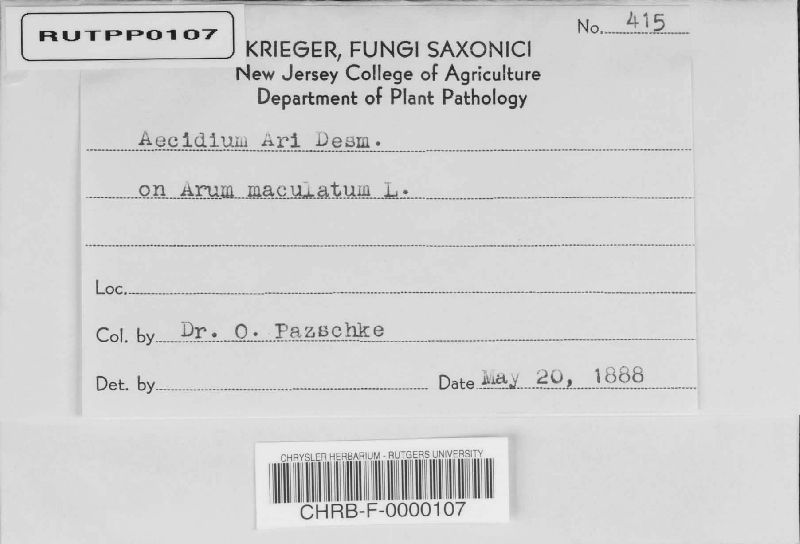 RUTPP0107
No. 415
KRIEGER, FUNGI SAXONICI
New Jersey College of Agriculture
Department of Plant Pathology
Aecidium Ari Desm.
on Arum maculatum L.
Loc.
Col. by Dr. O. Pazschke
Det. by Date May 20, 1888
CHRYSLER HERBARIUM - RUTGERS UNIVERSITY
CHRB-F-0000107